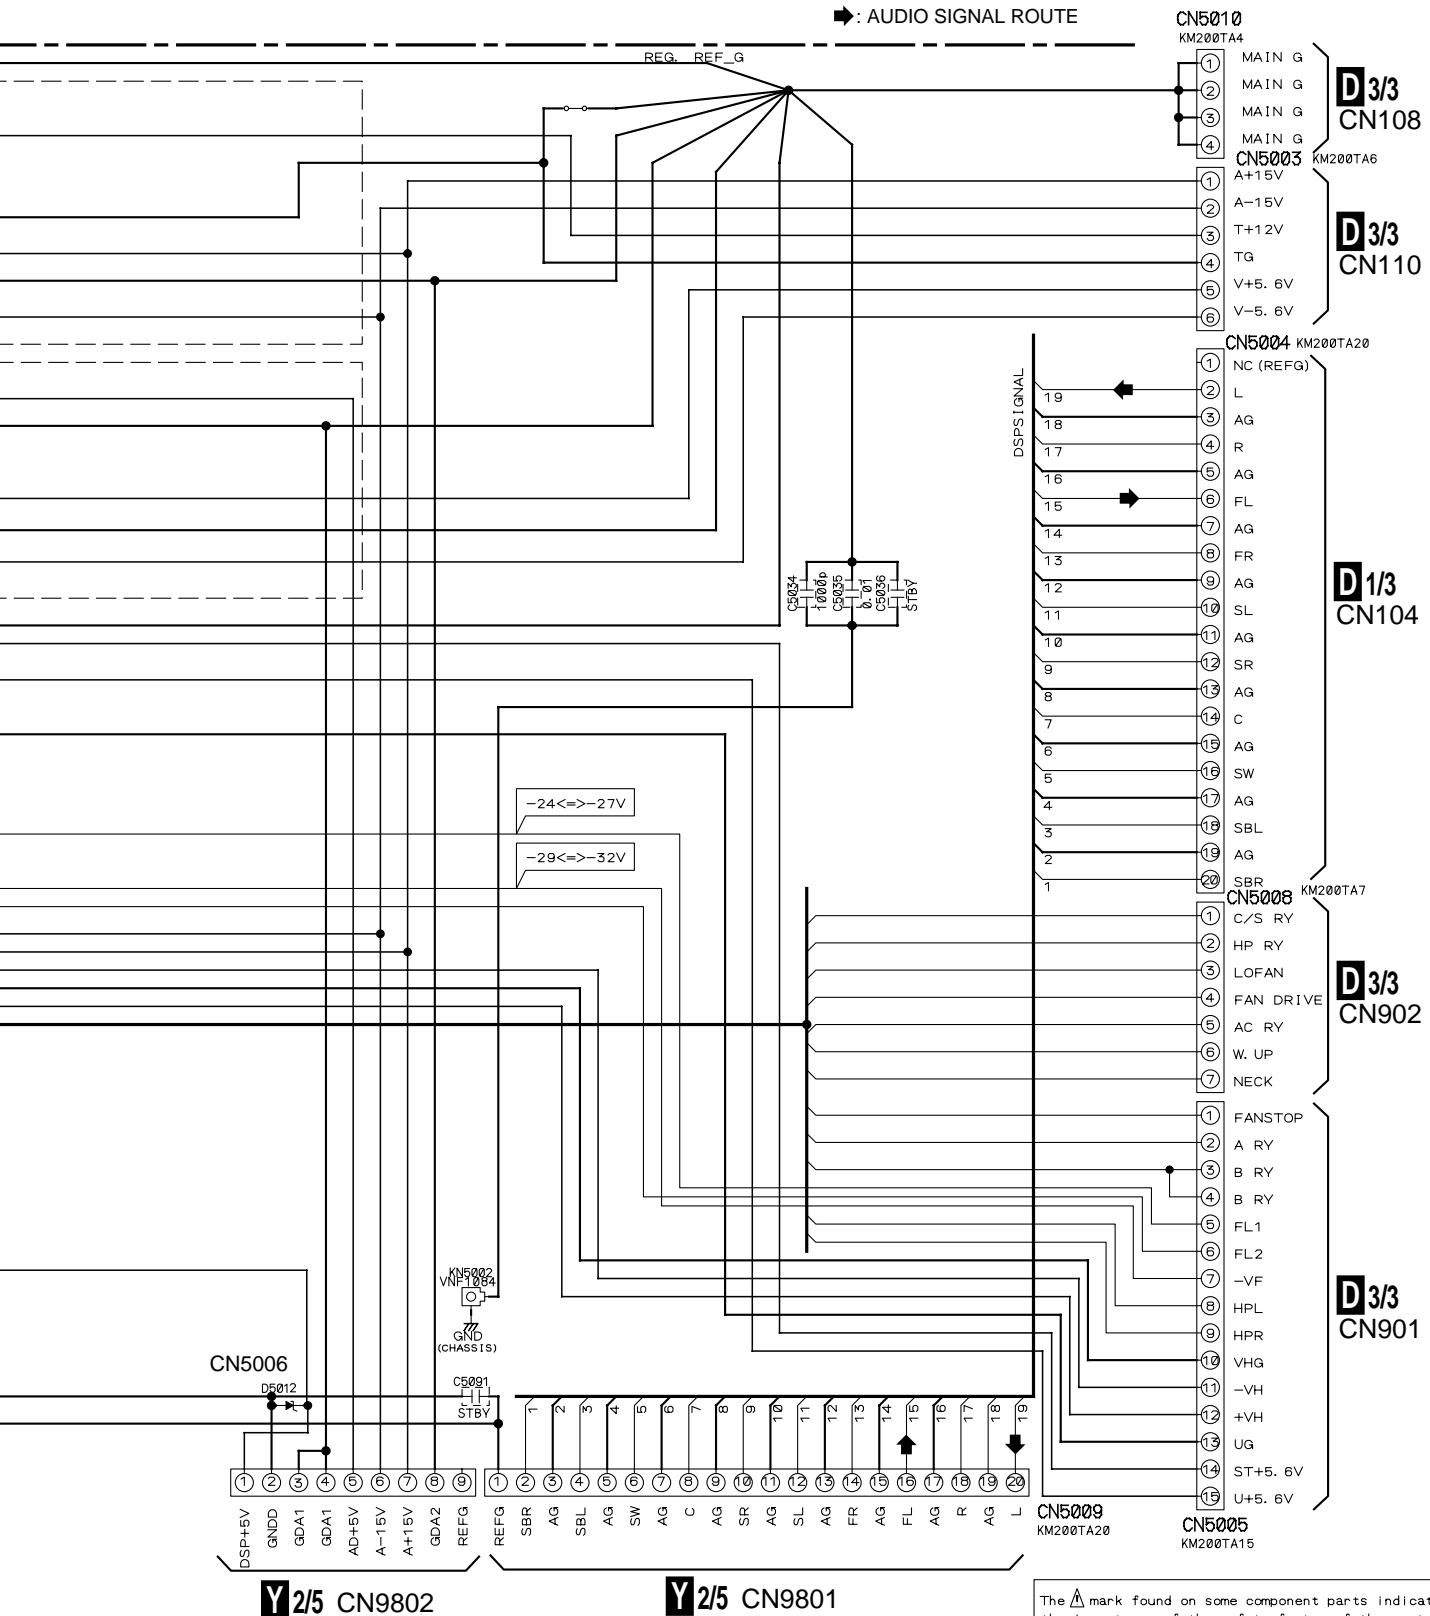 : AUDIO SIGNAL ROUTE
CN5010
KM200TA4
REG. REF_G
1 MAIN G
2 MAIN G
3 MAIN G
4 MAIN G
D 3/3
CN108
CN5003 KM200TA6
1 A+15V
2 A-15V
3 T+12V
4 TG
5 V+5.6V
6 V-5.6V
D 3/3
CN110
CN5004 KM200TA20
DSPSIGNAL
1 NC(REFG)
19 2 L
18 3 AG
17 4 R
16 5 AG
15 6 FL
14 7 AG
13 8 FR
12 9 AG
11 10 SL
10 11 AG
9 12 SR
8 13 AG
7 14 C
6 15 AG
5 16 SW
4 17 AG
3 18 SBL
2 19 AG
1 20 SBR
D 1/3
CN104
C5034
1000p
C5035
0.01
C5036
STBY
-24<=>-27V
-29<=>-32V
CN5008 KM200TA7
1 C/S RY
2 HP RY
3 LOFAN
4 FAN DRIVE
5 AC RY
6 W.UP
7 NECK
D 3/3
CN902
1 FANSTOP
2 A RY
3 B RY
4 B RY
5 FL1
6 FL2
7 -VF
8 HPL
9 HPR
10 VHG
11 -VH
12 +VH
13 UG
14 ST+5.6V
15 U+5.6V
D 3/3
CN901
CN5005
KM200TA15
KN5002
VNF1084
GND
(CHASSIS)
CN5006
D5012
C5091
STBY
1 2 3 4 5 6 7 8 9 10 11 12 13 14 15 16 17 18 19
1 2 3 4 5 6 7 8 9
1 2 3 4 5 6 7 8 9 10 11 12 13 14 15 16 17 18 19 20
DSP+5V
GNDD
GDA1
GDA1
AD+5V
A-15V
A+15V
GDA2
REFG
REFG
SBR
AG
SBL
AG
SW
AG
C
AG
SR
AG
SL
AG
FR
AG
FL
AG
R
AG
L
CN5009
KM200TA20
Y 2/5 CN9802
Y 2/5 CN9801
The ⚠ mark found on some component parts indicat